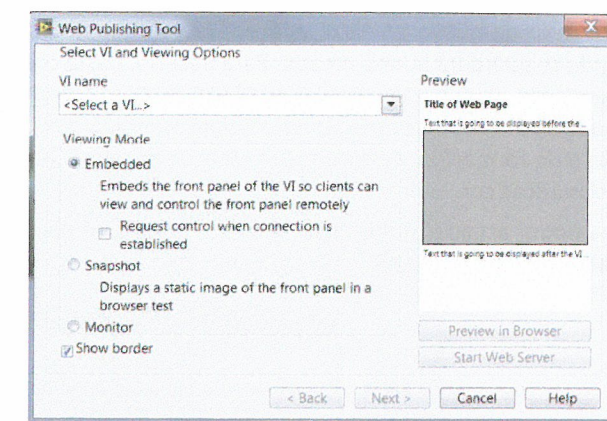 Web Publishing Tool
Select VI and Viewing Options
VI name
<Select a VI...>
Viewing Mode
Embedded
Embeds the front panel of the VI so clients can
view and control the front panel remotely
Request control when connection is
established
Snapshot
Displays a static image of the front panel in a
browser test
Monitor
Show border
Preview
Title of Web Page
Text that is going to be displayed before the ...
Text that is going to be displayed after the VI ...
Preview in Browser
Start Web Server
< Back
Next >
Cancel
Help